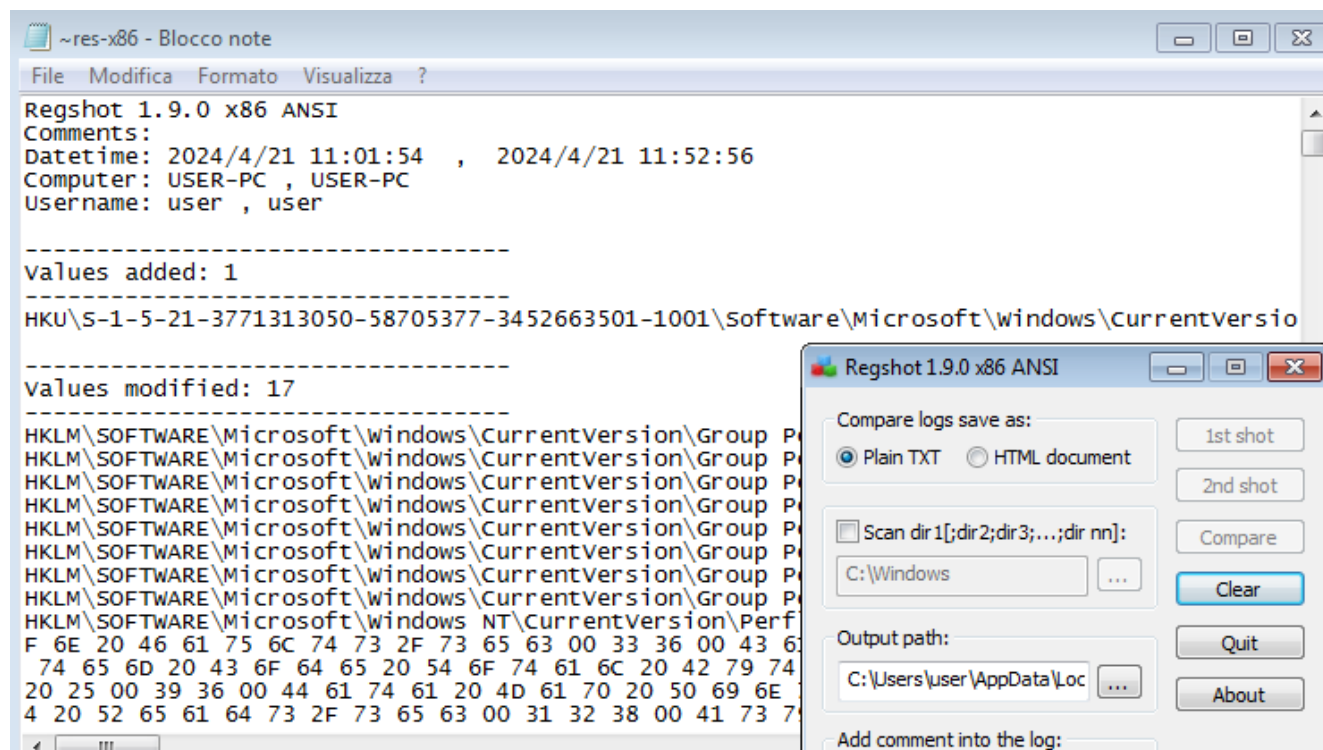 ~res-x86 - Blocco note
File Modifica Formato Visualizza ?
Regshot 1.9.0 x86 ANSI
Comments:
Datetime: 2024/4/21 11:01:54 , 2024/4/21 11:52:56
Computer: USER-PC , USER-PC
Username: user , user
----------------------------------
Values added: 1
----------------------------------
HKU\S-1-5-21-3771313050-58705377-3452663501-1001\Software\Microsoft\Windows\CurrentVersio
----------------------------------
Values modified: 17
----------------------------------
HKLM\SOFTWARE\Microsoft\Windows\CurrentVersion\Group
HKLM\SOFTWARE\Microsoft\Windows\CurrentVersion\Group
HKLM\SOFTWARE\Microsoft\Windows\CurrentVersion\Group
HKLM\SOFTWARE\Microsoft\Windows\CurrentVersion\Group
HKLM\SOFTWARE\Microsoft\Windows\CurrentVersion\Group
HKLM\SOFTWARE\Microsoft\Windows\CurrentVersion\Group
HKLM\SOFTWARE\Microsoft\Windows\CurrentVersion\Group
HKLM\SOFTWARE\Microsoft\Windows\CurrentVersion\Group
HKLM\SOFTWARE\Microsoft\Windows NT\CurrentVersion\Perf
F 6E 20 46 61 75 6C 74 73 2F 73 65 63 00 33 36 00 43
74 65 6D 20 43 6F 64 65 20 54 6F 74 61 6C 20 42 79 74
20 25 00 39 36 00 44 61 74 61 20 4D 61 70 20 50 69 6E
4 20 52 65 61 64 73 2F 73 65 63 00 31 32 38 00 41 73
Regshot 1.9.0 x86 ANSI
Compare logs save as:
Plain TXT HTML document
Scan dir1[;dir2;dir3;...;dir nn]:
C:\Windows ...
Output path:
C:\Users\user\AppData\Loc ...
Add comment into the log:
1st shot
2nd shot
Compare
Clear
Quit
About